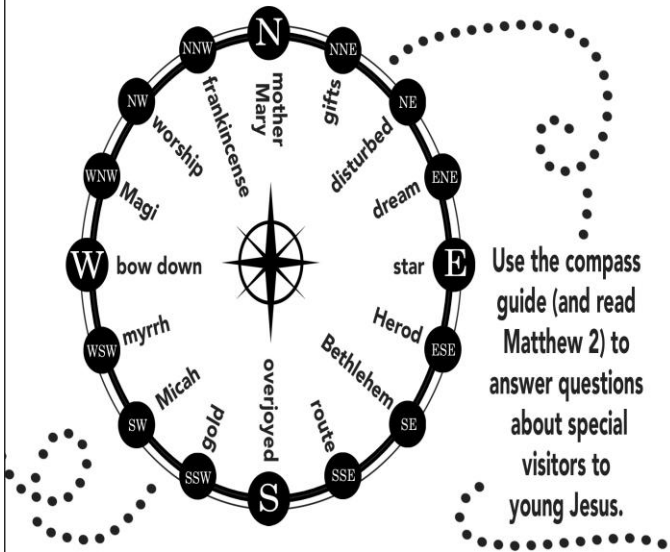 N
NNE
NE
ENE
E
ESE
SE
SSE
S
SSW
SW
WSW
W
WNW
NW
NNW
mother
Mary
gifts
disturbed
dream
star
Herod
Bethlehem
route
overjoyed
gold
Micah
myrrh
bow down
Magi
worship
frankincense
Use the compass
guide (and read
Matthew 2) to
answer questions
about special
visitors to
young Jesus.